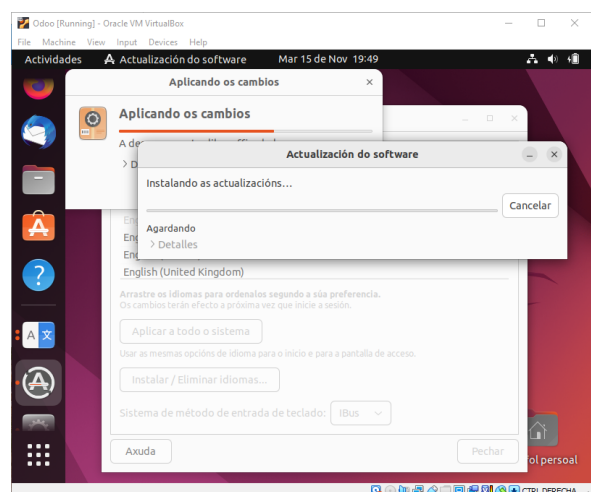 Odoo [Running] - Oracle VM VirtualBox
File Machine View Input Devices Help
Actividades Actualización do software Mar 15 de Nov 19:49
Aplicando os cambios
Aplicando os cambios
Actualización do software
Instalando as actualizacións…
Cancelar
Agardando
Detalles
English (United Kingdom)
Arrastre os idiomas para ordenalos segundo a súa preferencia.
Os cambios terán efecto a próxima vez que inicie a sesión.
Aplicar a todo o sistema
Usar as mesmas opcións de idioma para o inicio e para a pantalla de acceso.
Instalar / Eliminar idiomas...
Sistema de método de entrada de teclado: IBus
Axuda Pechar
ol persoal
CTRL DERECHA